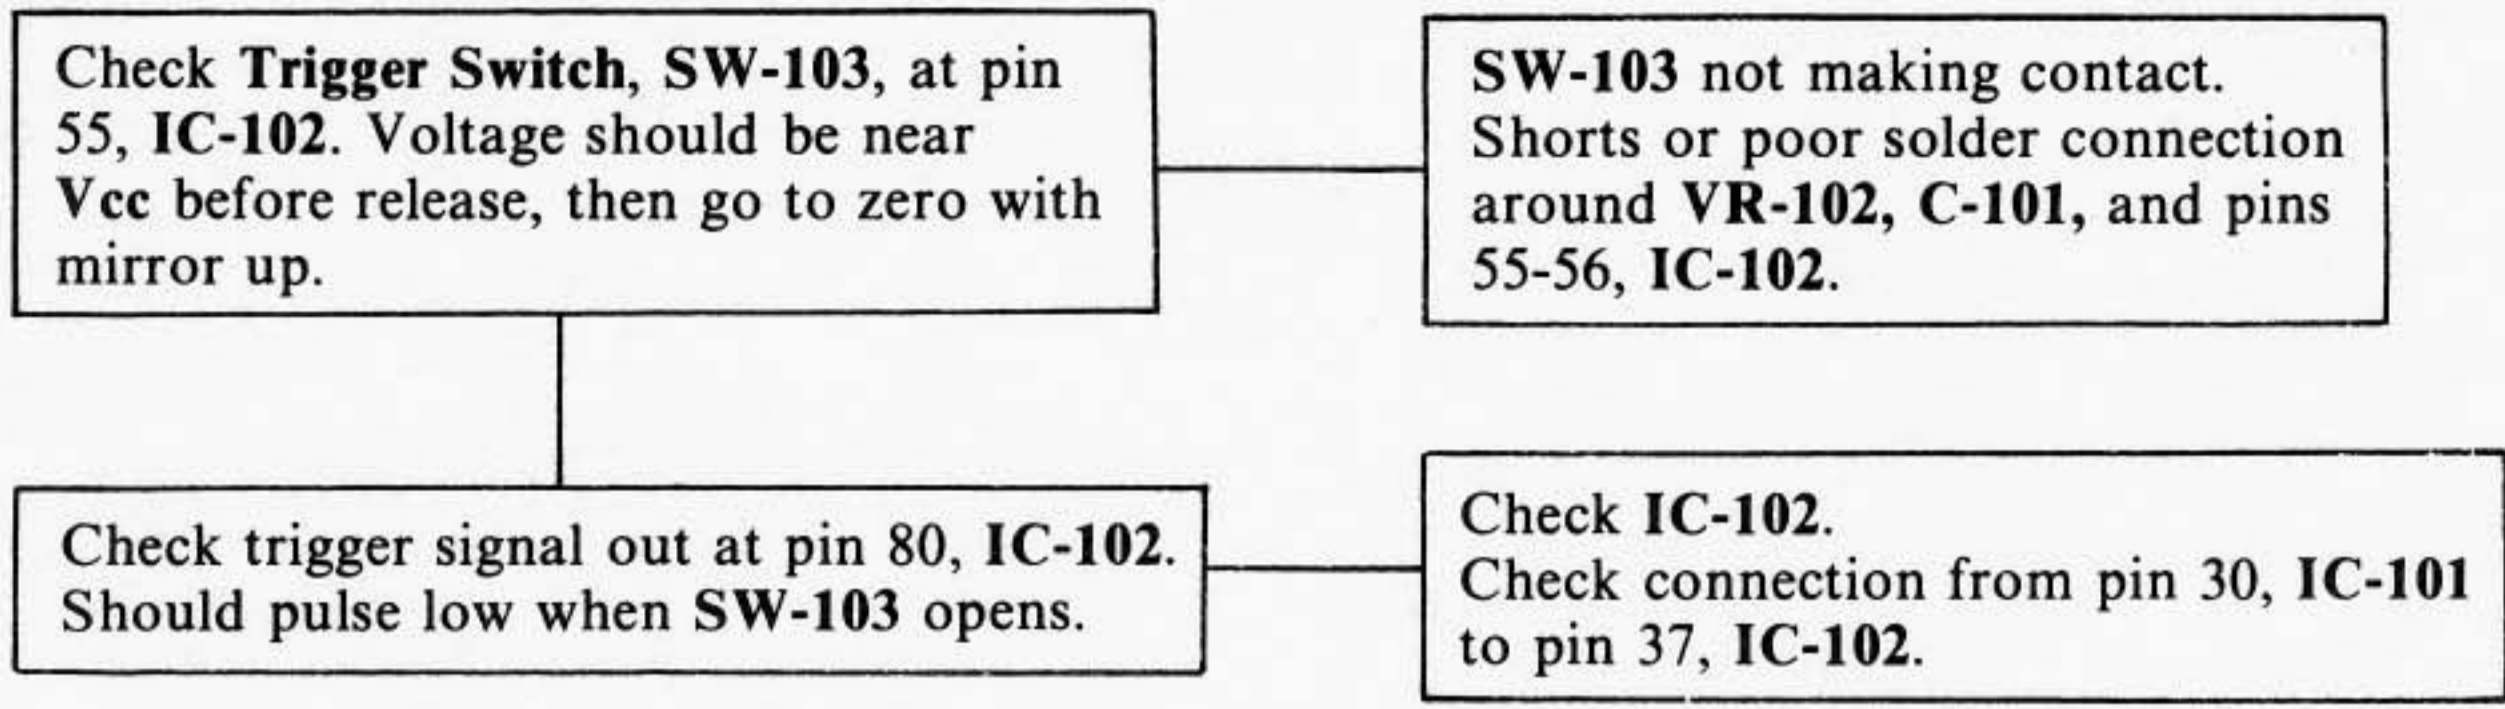 Check Trigger Switch, SW-103, at pin
55, IC-102. Voltage should be near
Vcc before release, then go to zero with
mirror up.
SW-103 not making contact.
Shorts or poor solder connection
around VR-102, C-101, and pins
55-56, IC-102.
Check trigger signal out at pin 80, IC-102.
Should pulse low when SW-103 opens.
Check IC-102.
Check connection from pin 30, IC-101
to pin 37, IC-102.